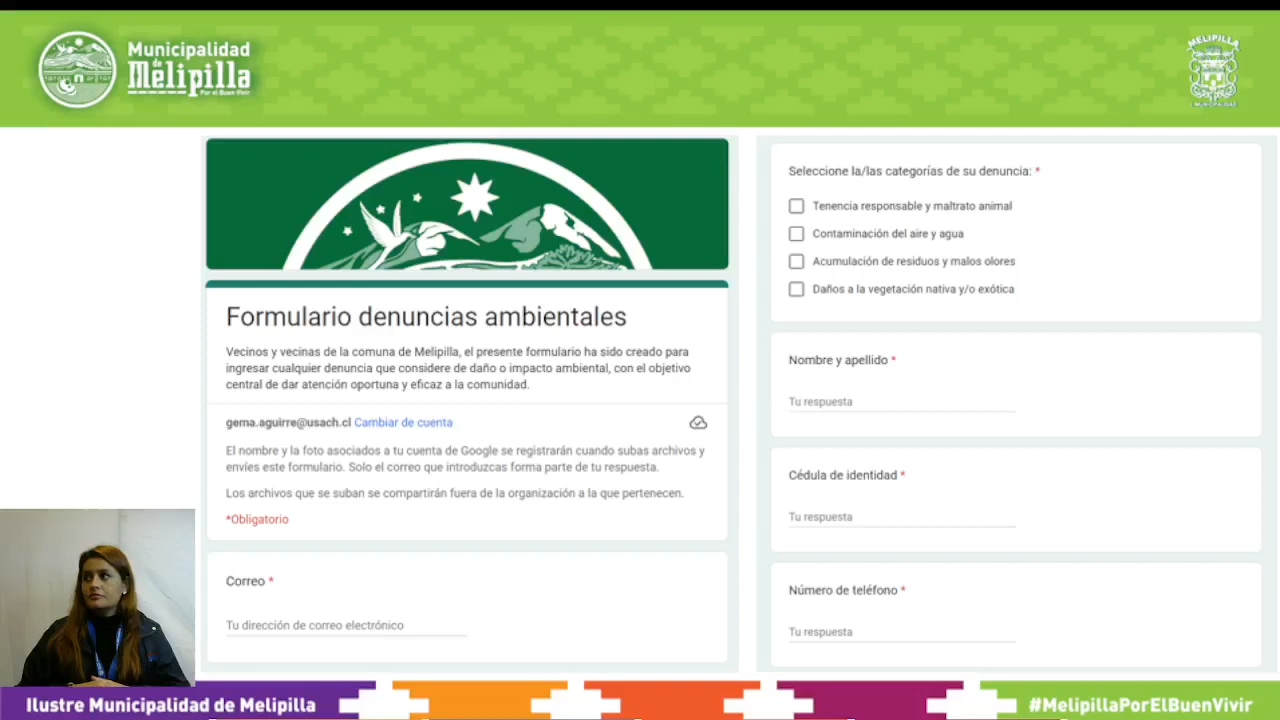 Municipalidad
de
Melipilla
Por el Buen Vivir
MELIPILLA
I. MUNICIPALIDAD
Formulario denuncias ambientales
Vecinos y vecinas de la comuna de Melipilla, el presente formulario ha sido creado para
ingresar cualquier denuncia que considere de daño o impacto ambiental, con el objetivo
central de dar atención oportuna y eficaz a la comunidad.
gema.aguirre@usach.cl Cambiar de cuenta
El nombre y la foto asociados a tu cuenta de Google se registrarán cuando subas archivos y
envíes este formulario. Solo el correo que introduzcas forma parte de tu respuesta.
Los archivos que se suban se compartirán fuera de la organización a la que pertenecen.
*Obligatorio
Correo *
Tu dirección de correo electrónico
Seleccione la/las categorías de su denuncia: *
Tenencia responsable y maltrato animal
Contaminación del aire y agua
Acumulación de residuos y malos olores
Daños a la vegetación nativa y/o exótica
Nombre y apellido *
Tu respuesta
Cédula de identidad *
Tu respuesta
Número de teléfono *
Tu respuesta
Ilustre Municipalidad de Melipilla
#MelipillaPorElBuenVivir